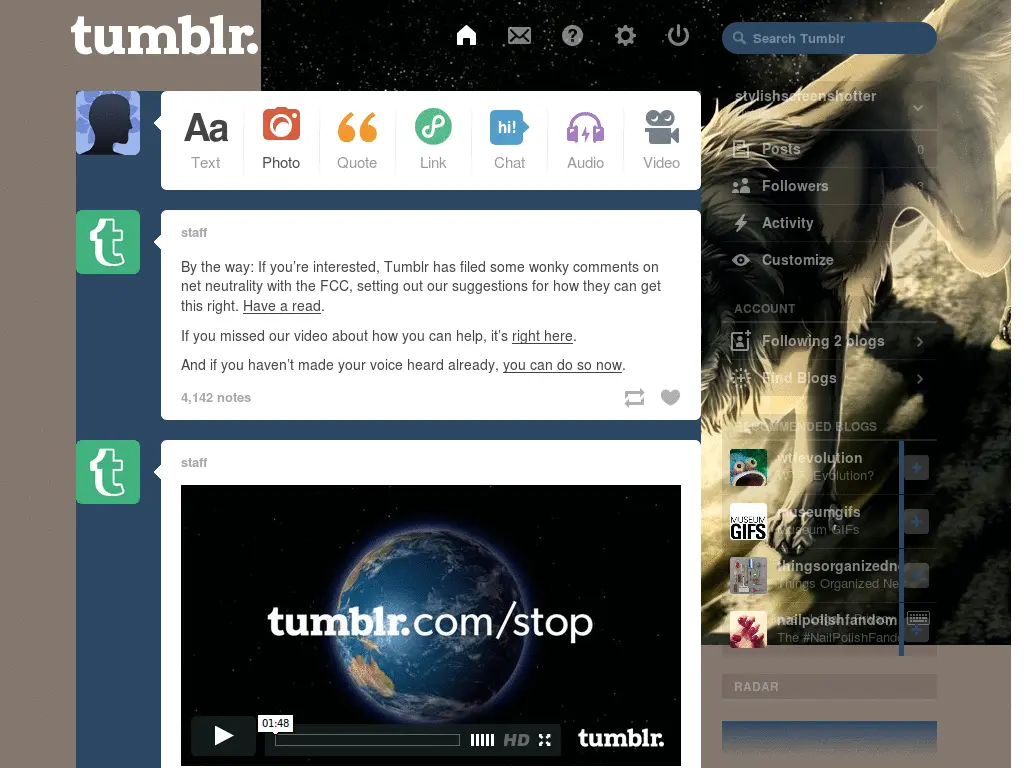 tumblr.
Search Tumblr
stylishscreenshotter
Aa
hi!
Text
Photo
Quote
Link
Chat
Audio
Video
Posts
0
Followers
3
Activity
Customize
staff
By the way: If you’re interested, Tumblr has filed some wonky comments on
net neutrality with the FCC, setting out our suggestions for how they can get
this right. Have a read.
If you missed our video about how you can help, it’s right here.
And if you haven’t made your voice heard already, you can do so now.
4,142 notes
ACCOUNT
Following 2 blogs
Find Blogs
RECOMMENDED BLOGS
wtfevolution
WTF, Evolution?
museumgifs
Museum GIFs
MUSEUM
GIFS
thingsorganizedn
Things Organized Ne
nailpolishfandom
The #NailPolishFando
staff
tumblr.com/stop
01:48
HD
tumblr.
RADAR